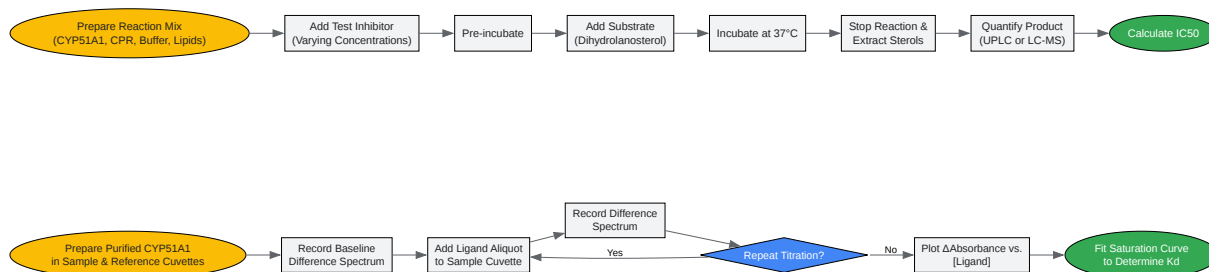 Prepare Reaction Mix
(CYP51A1, CPR, Buffer, Lipids)
Add Test Inhibitor
(Varying Concentrations)
Pre-incubate
Add Substrate
(Dihydrolanosterol)
Incubate at 37°C
Stop Reaction &
Extract Sterols
Quantify Product
(UPLC or LC-MS)
Calculate IC50
Prepare Purified CYP51A1
in Sample & Reference Cuvettes
Record Baseline
Difference Spectrum
Add Ligand Aliquot
to Sample Cuvette
Record Difference
Spectrum
Repeat Titration?
Yes
No
Plot ΔAbsorbance vs.
[Ligand]
Fit Saturation Curve
to Determine Kd